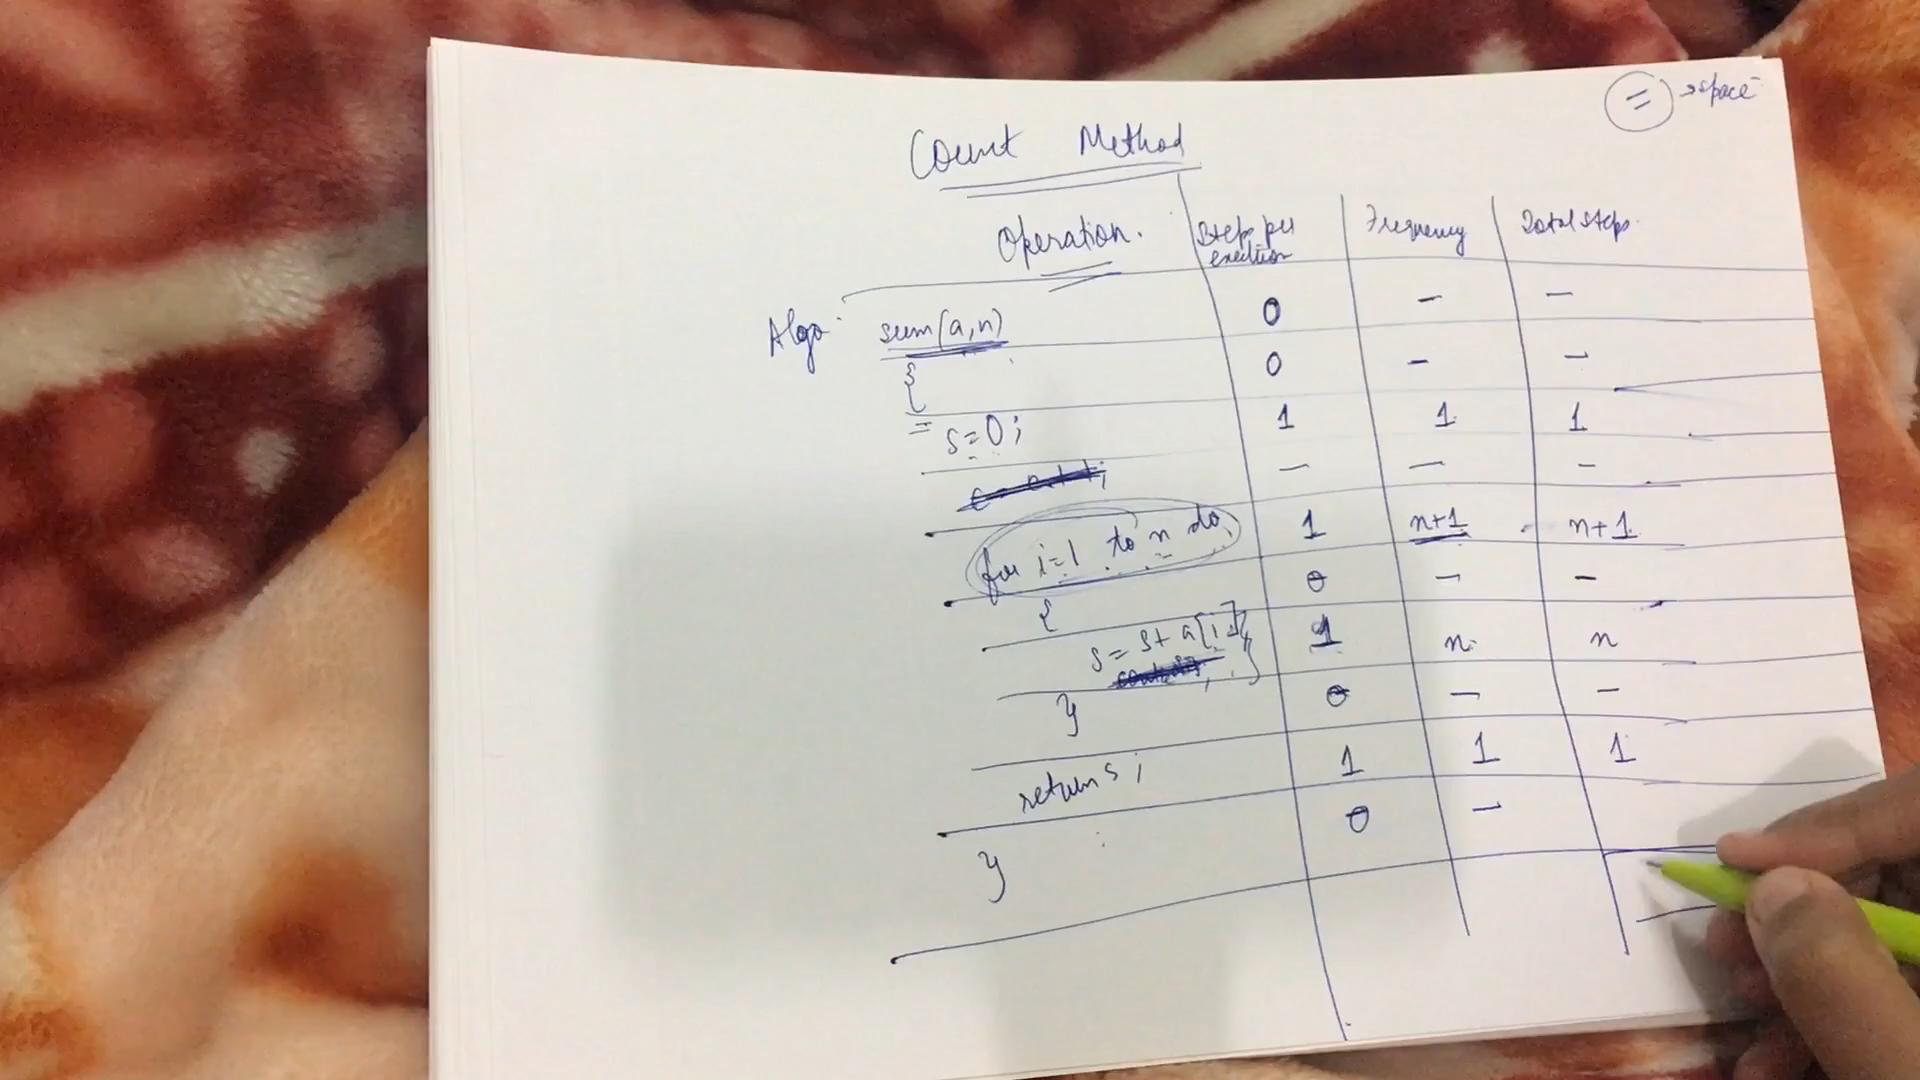 = → space
Count Method
Operation. Steps per execution Frequency Total steps.
Algo: sum(a,n) 0 — —
{ 0 — —
= s=0; 1 1 1
— — —
for i=1 to n do 1 n+1 n+1
{ 0 — —
s= s+ a[i]; 1 n n
} 0 — —
return s; 1 1 1
} 0 —